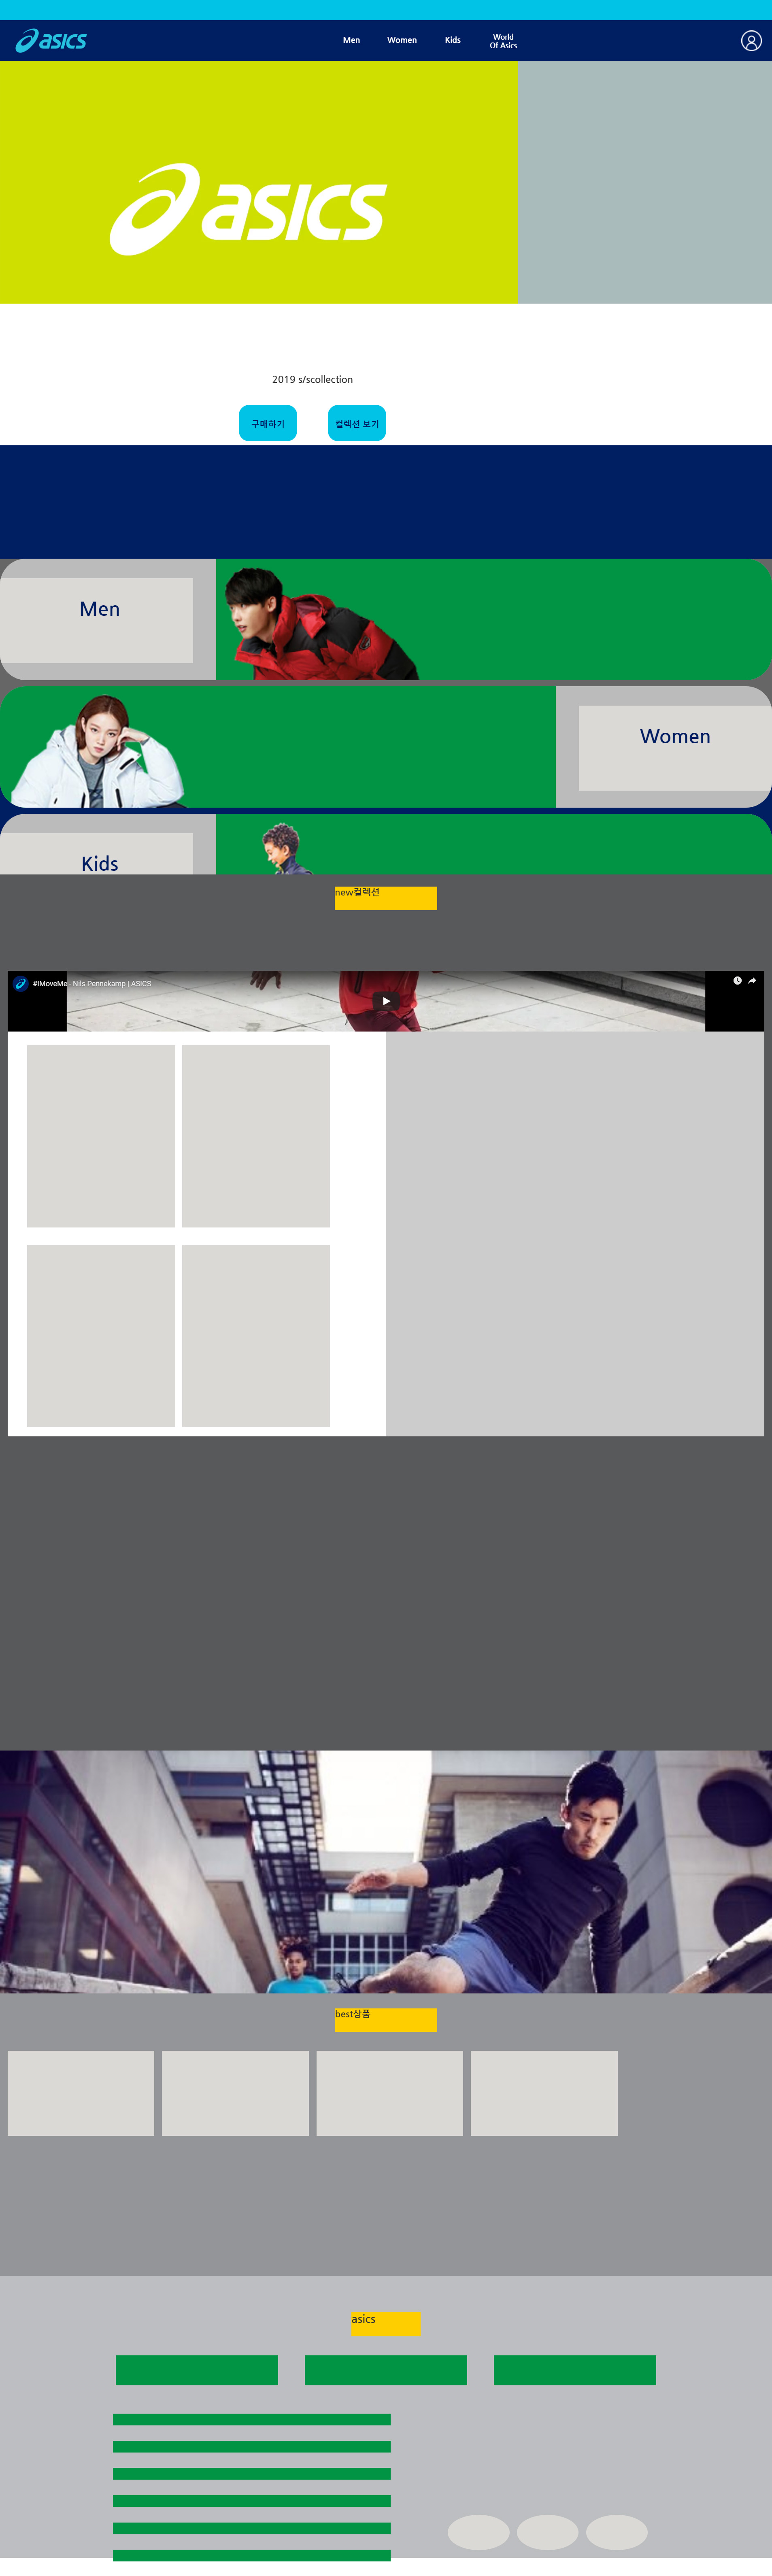 asics
Men
Women
Kids
World
Of Asics
asics
2019 s/scollection
구매하기
컬렉션 보기
Men
Women
Kids
new컬렉션
#IMoveMe - Nils Pennekamp | ASICS
best상품
asics